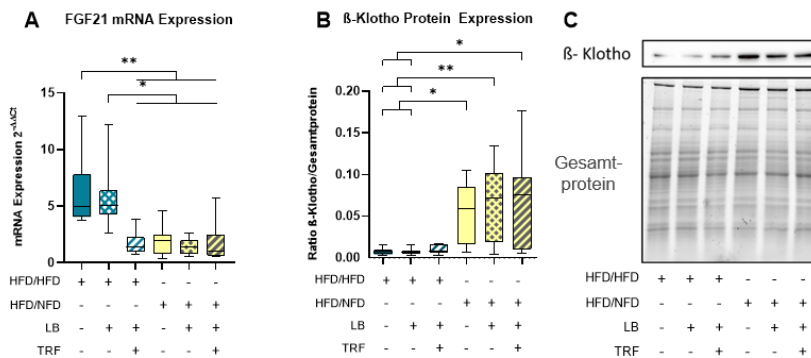 A FGF21 mRNA Expression
**
*
mRNA Expression 2^-ΔΔCt
15
10
5
0
HFD/HFD + + + - - -
HFD/NFD - - - + + +
LB - + + - + +
TRF - - + - - +
B ß-Klotho Protein Expression
*
**
*
Ratio ß-Klotho/Gesamtprotein
0.20
0.15
0.10
0.05
0.00
HFD/HFD + + + - - -
HFD/NFD - - - + + +
LB - + + - + +
TRF - - + - - +
C
ß- Klotho
Gesamt-
protein
HFD/HFD + + + - - -
HFD/NFD - - - + + +
LB - + + - + +
TRF - - + - - +